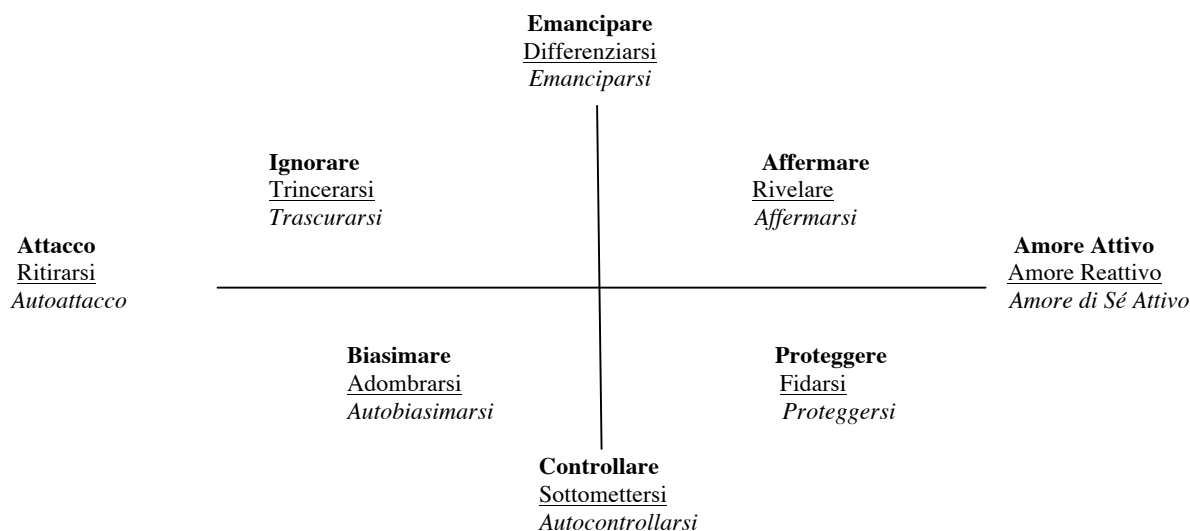 Emancipare
Differenziarsi
Emanciparsi
Ignorare
Trincerarsi
Trascurarsi
Affermare
Rivelare
Affermarsi
Attacco
Ritirarsi
Autoattacco
Amore Attivo
Amore Reattivo
Amore di Sé Attivo
Biasimare
Adombrarsi
Autobiasimarsi
Proteggere
Fidarsi
Proteggersi
Controllare
Sottomettersi
Autocontrollarsi